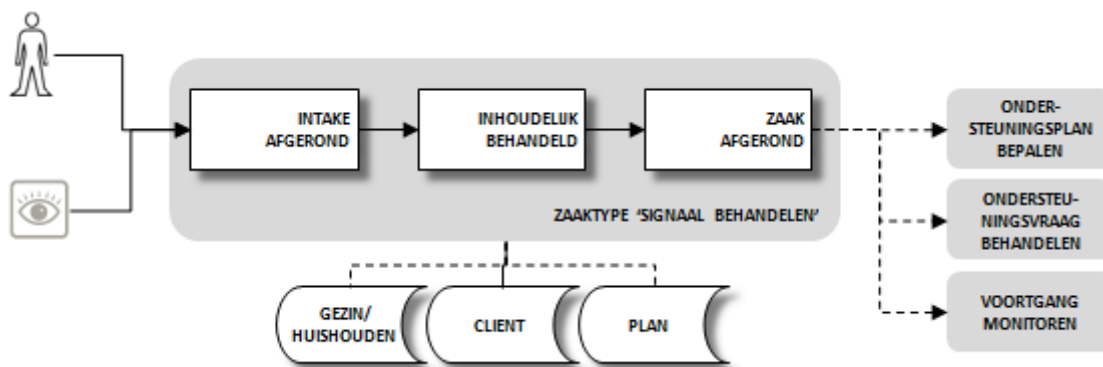 INTAKE
AFGEROND
INHOUDELIJK
BEHANDELD
ZAAK
AFGEROND
ZAAKTYPE ‘SIGNAAL BEHANDELEN’
GEZIN/
HUISHOUDEN
CLIENT
PLAN
ONDER-
STEUNINGSPLAN
BEPALEN
ONDERSTEU-
NINGSVRAAG
BEHANDELEN
VOORTGANG
MONITOREN